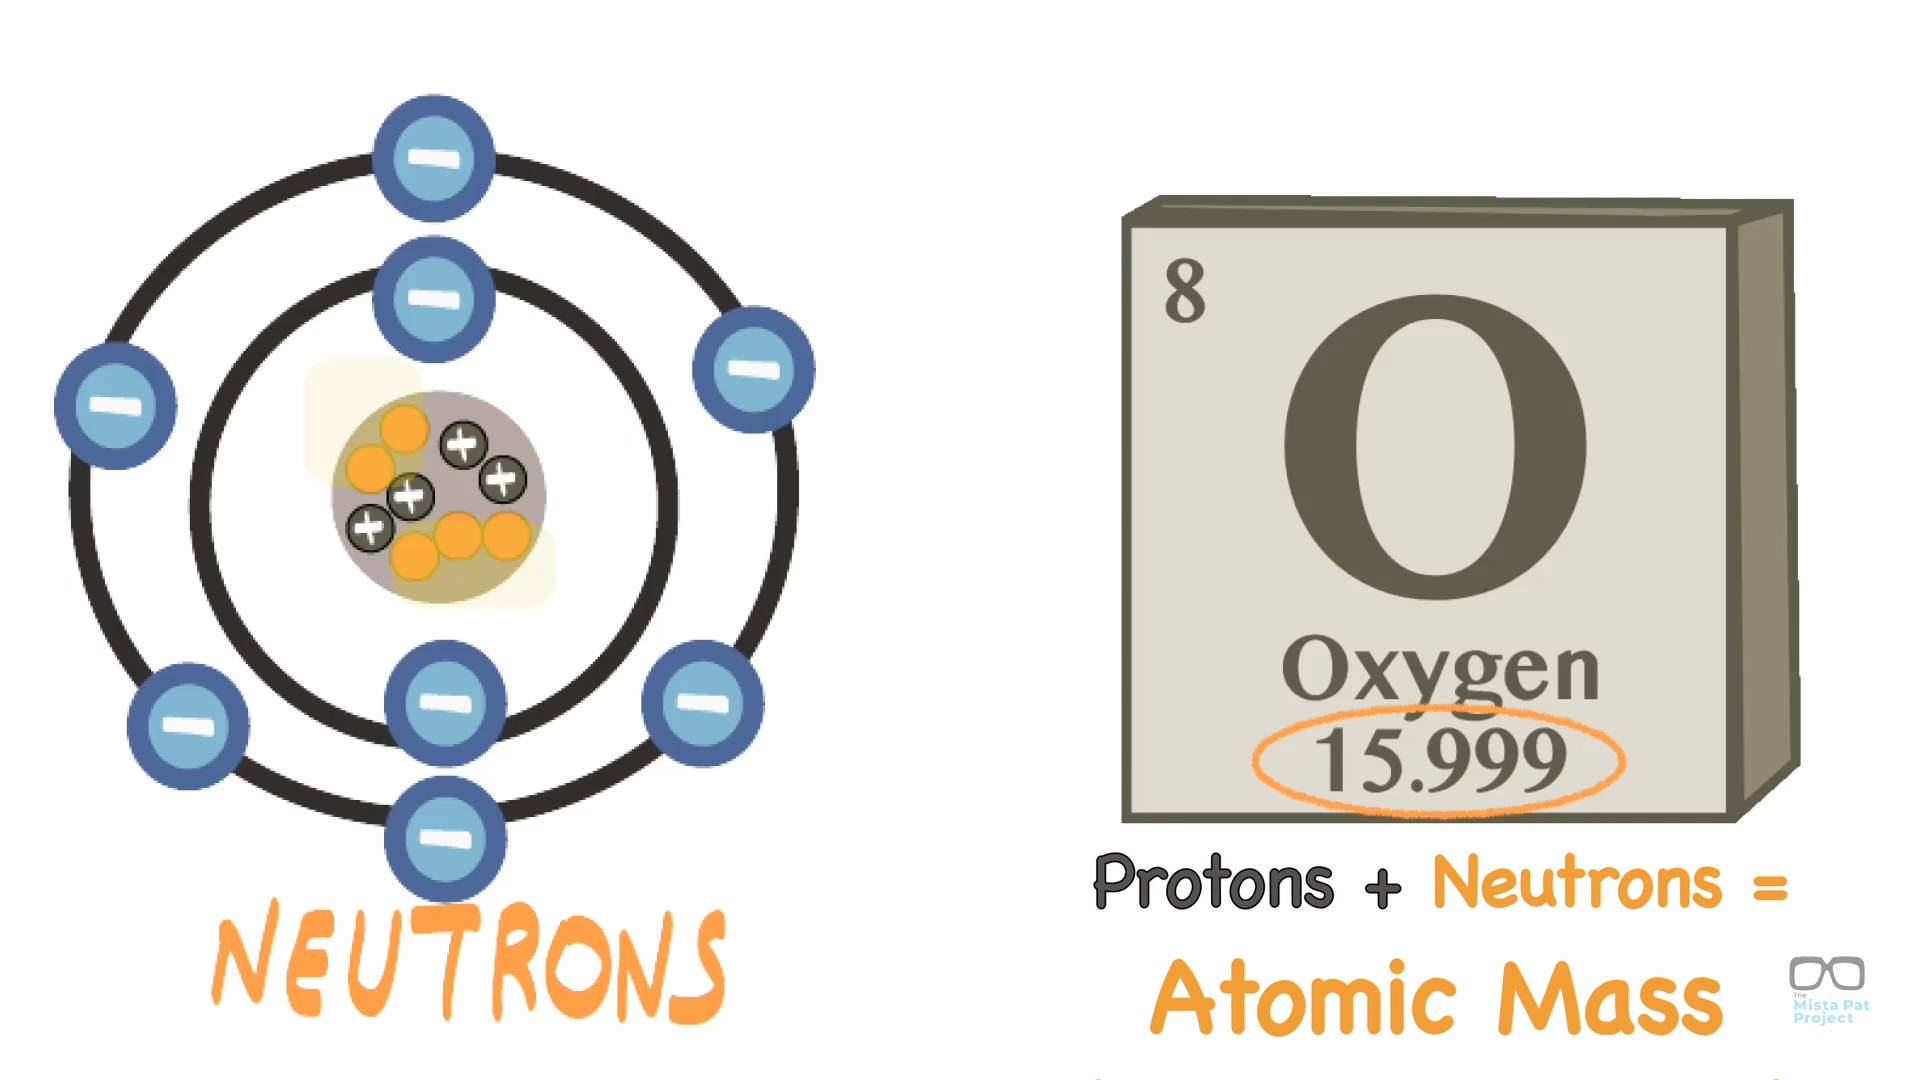 8
O
Oxygen
15.999
Protons + Neutrons =
Atomic Mass
NEUTRONS
The
Mista Pat
Project